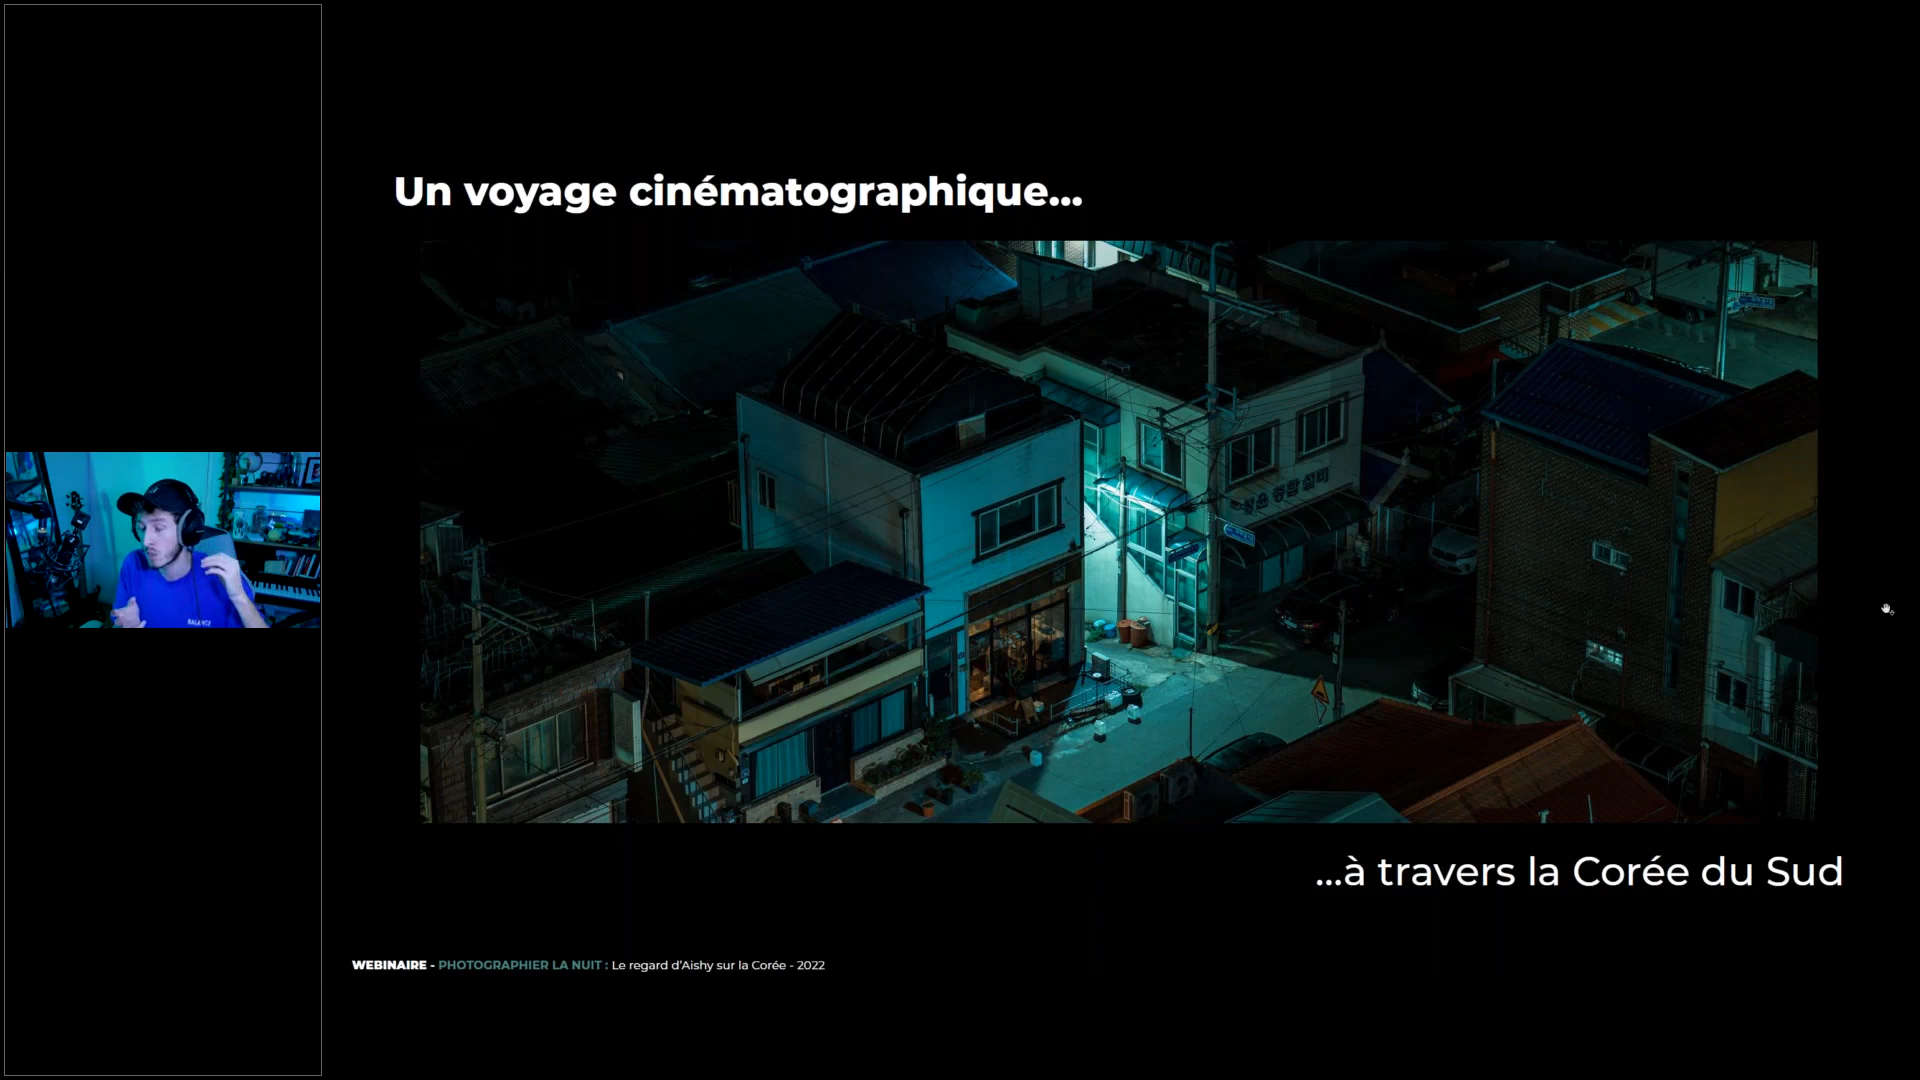 Un voyage cinématographique...
...à travers la Corée du Sud
WEBINAIRE - PHOTOGRAPHIER LA NUIT : Le regard d'Aishy sur la Corée - 2022